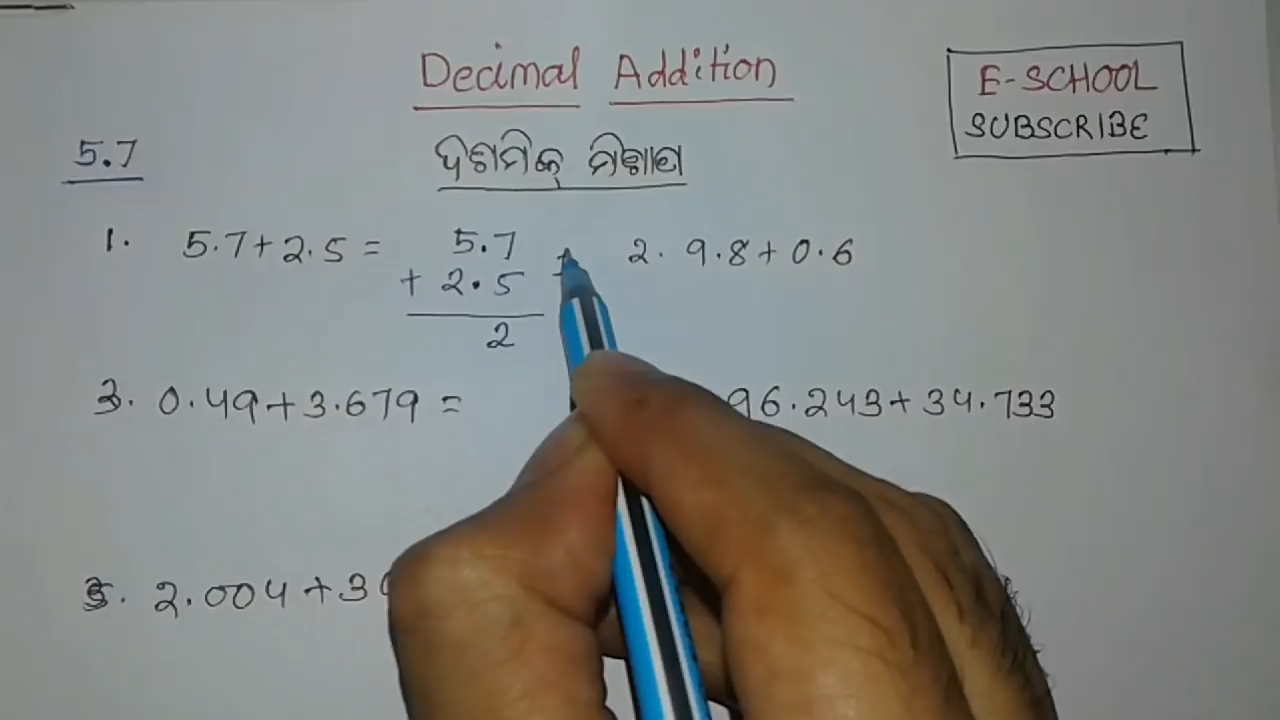 Decimal Addition
E-SCHOOL
SUBSCRIBE
5.7
ଦଶମିକ ମିଶାଣ
1. 5.7+2.5= 5.7
+ 2.5
2
2. 9.8+0.6
3. 0.49+3.679=
96.243+34.733
5. 2.004+3